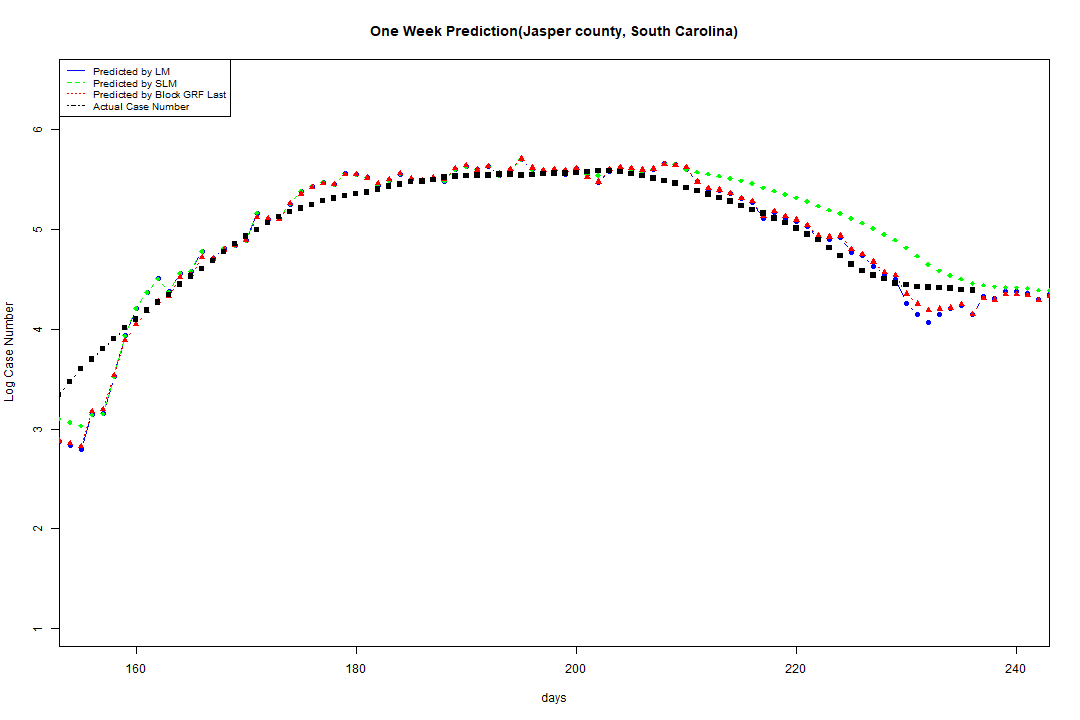 One Week Prediction(Jasper county, South Carolina)
Predicted by LM
Predicted by SLM
Predicted by Block GRF Last
Actual Case Number
Log Case Number
6
5
4
3
2
1
160 180 200 220 240
days